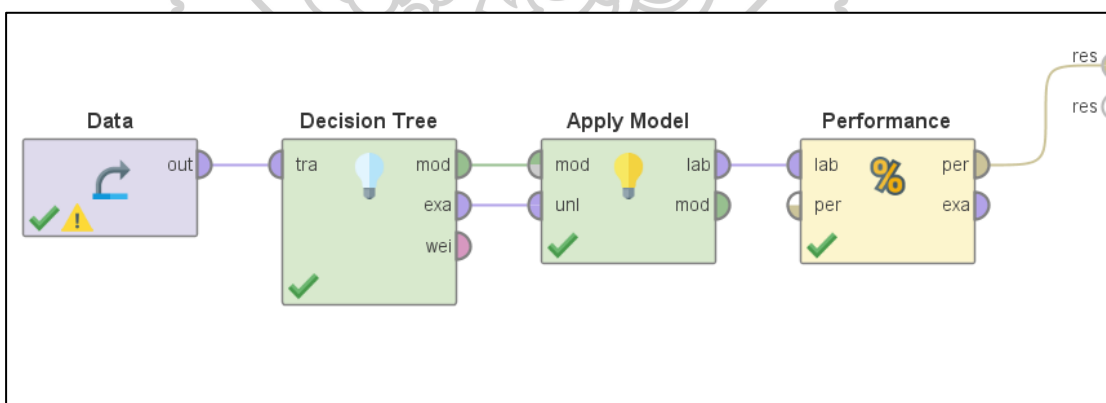 res
res
Data
Decision Tree
Apply Model
Performance
out
tra
mod
mod
lab
lab
per
exa
unl
mod
per
exa
wei
%